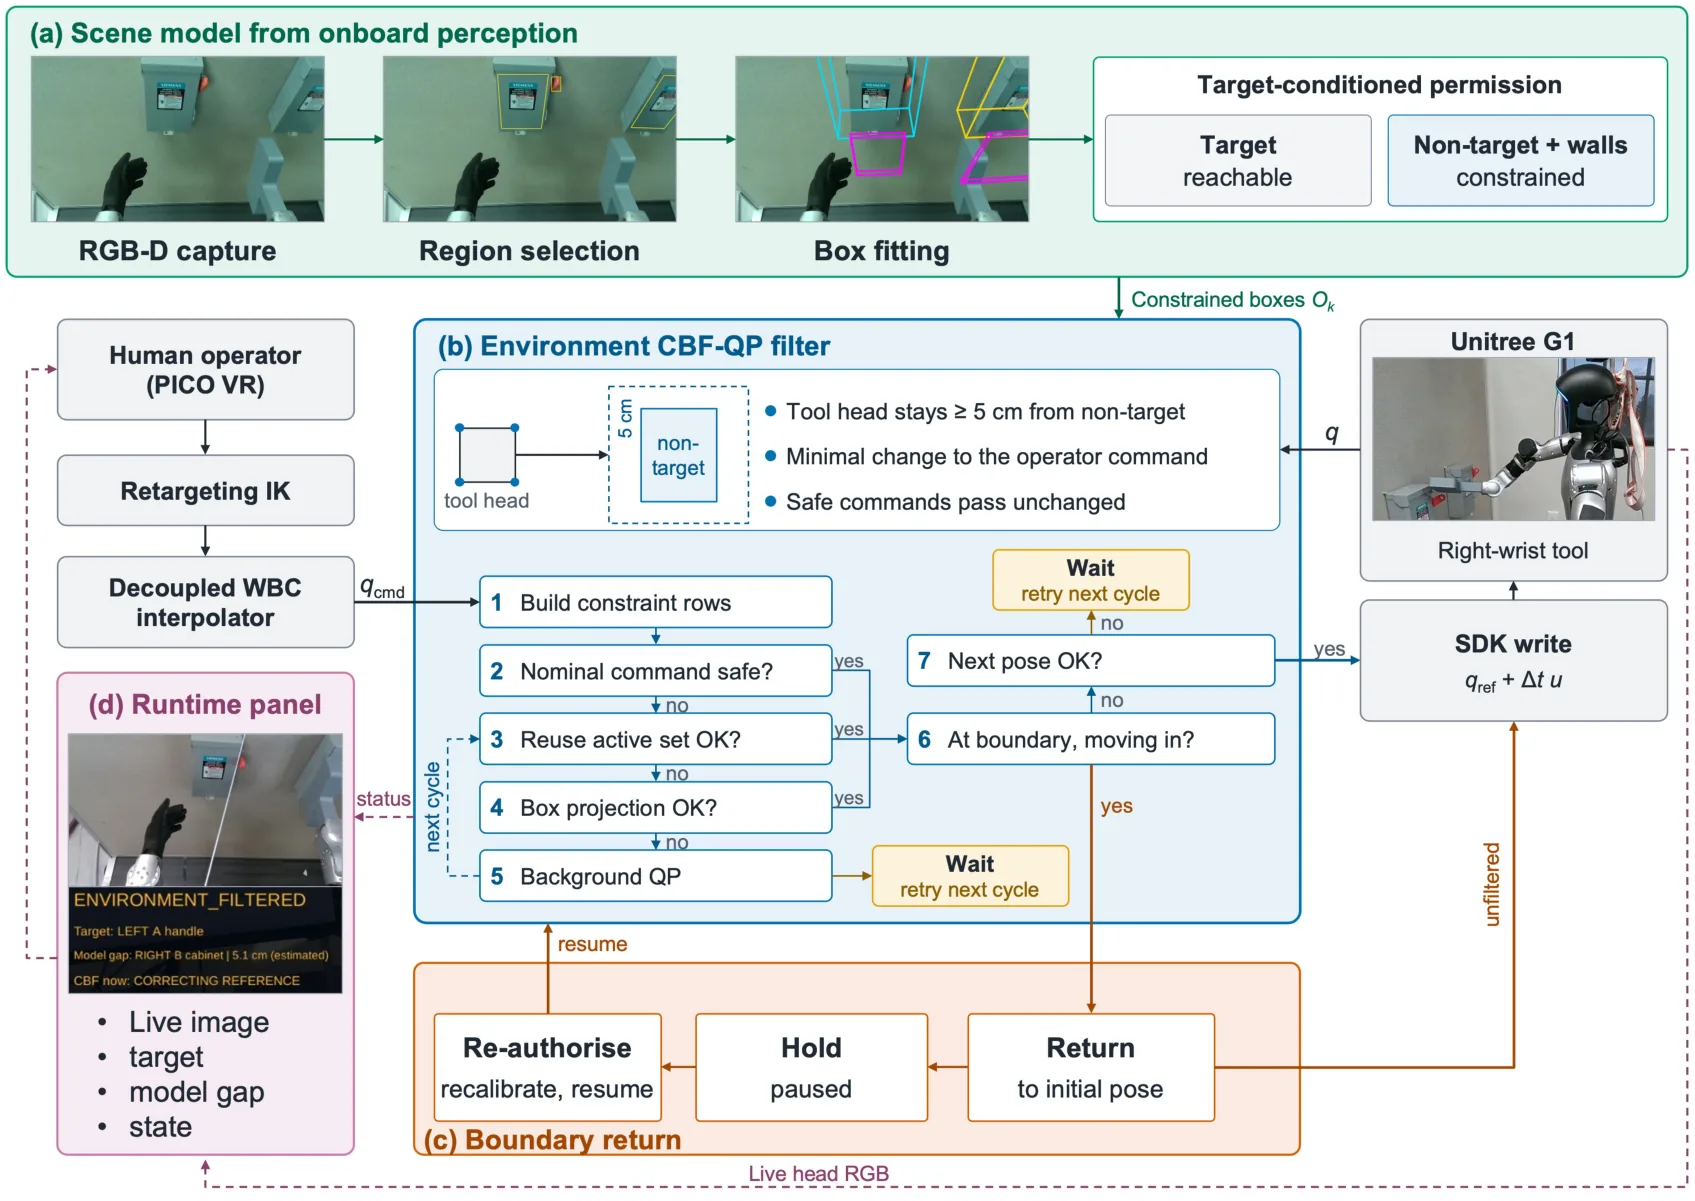 (a) Scene model from onboard perception
RGB-D capture
Region selection
Box fitting
Target-conditioned permission
Target
reachable
Non-target + walls
constrained
Constrained boxes Oₖ
Human operator
(PICO VR)
Retargeting IK
Decoupled WBC
interpolator
q_cmd
(b) Environment CBF-QP filter
tool head
5 cm
non-
target
Tool head stays ≥ 5 cm from non-target
Minimal change to the operator command
Safe commands pass unchanged
1 Build constraint rows
2 Nominal command safe?
yes
no
3 Reuse active set OK?
yes
no
4 Box projection OK?
yes
no
5 Background QP
next cycle
Wait
retry next cycle
Wait
retry next cycle
no
7 Next pose OK?
yes
no
6 At boundary, moving in?
yes
q
Unitree G1
Right-wrist tool
SDK write
q_ref + Δt u
unfiltered
status
(d) Runtime panel
ENVIRONMENT_FILTERED
Target: LEFT A handle
Model gap: RIGHT B cabinet | 5.1 cm (estimated)
CBF now: CORRECTING REFERENCE
• Live image
• target
• model gap
• state
resume
Re-authorise
recalibrate, resume
Hold
paused
Return
to initial pose
(c) Boundary return
Live head RGB